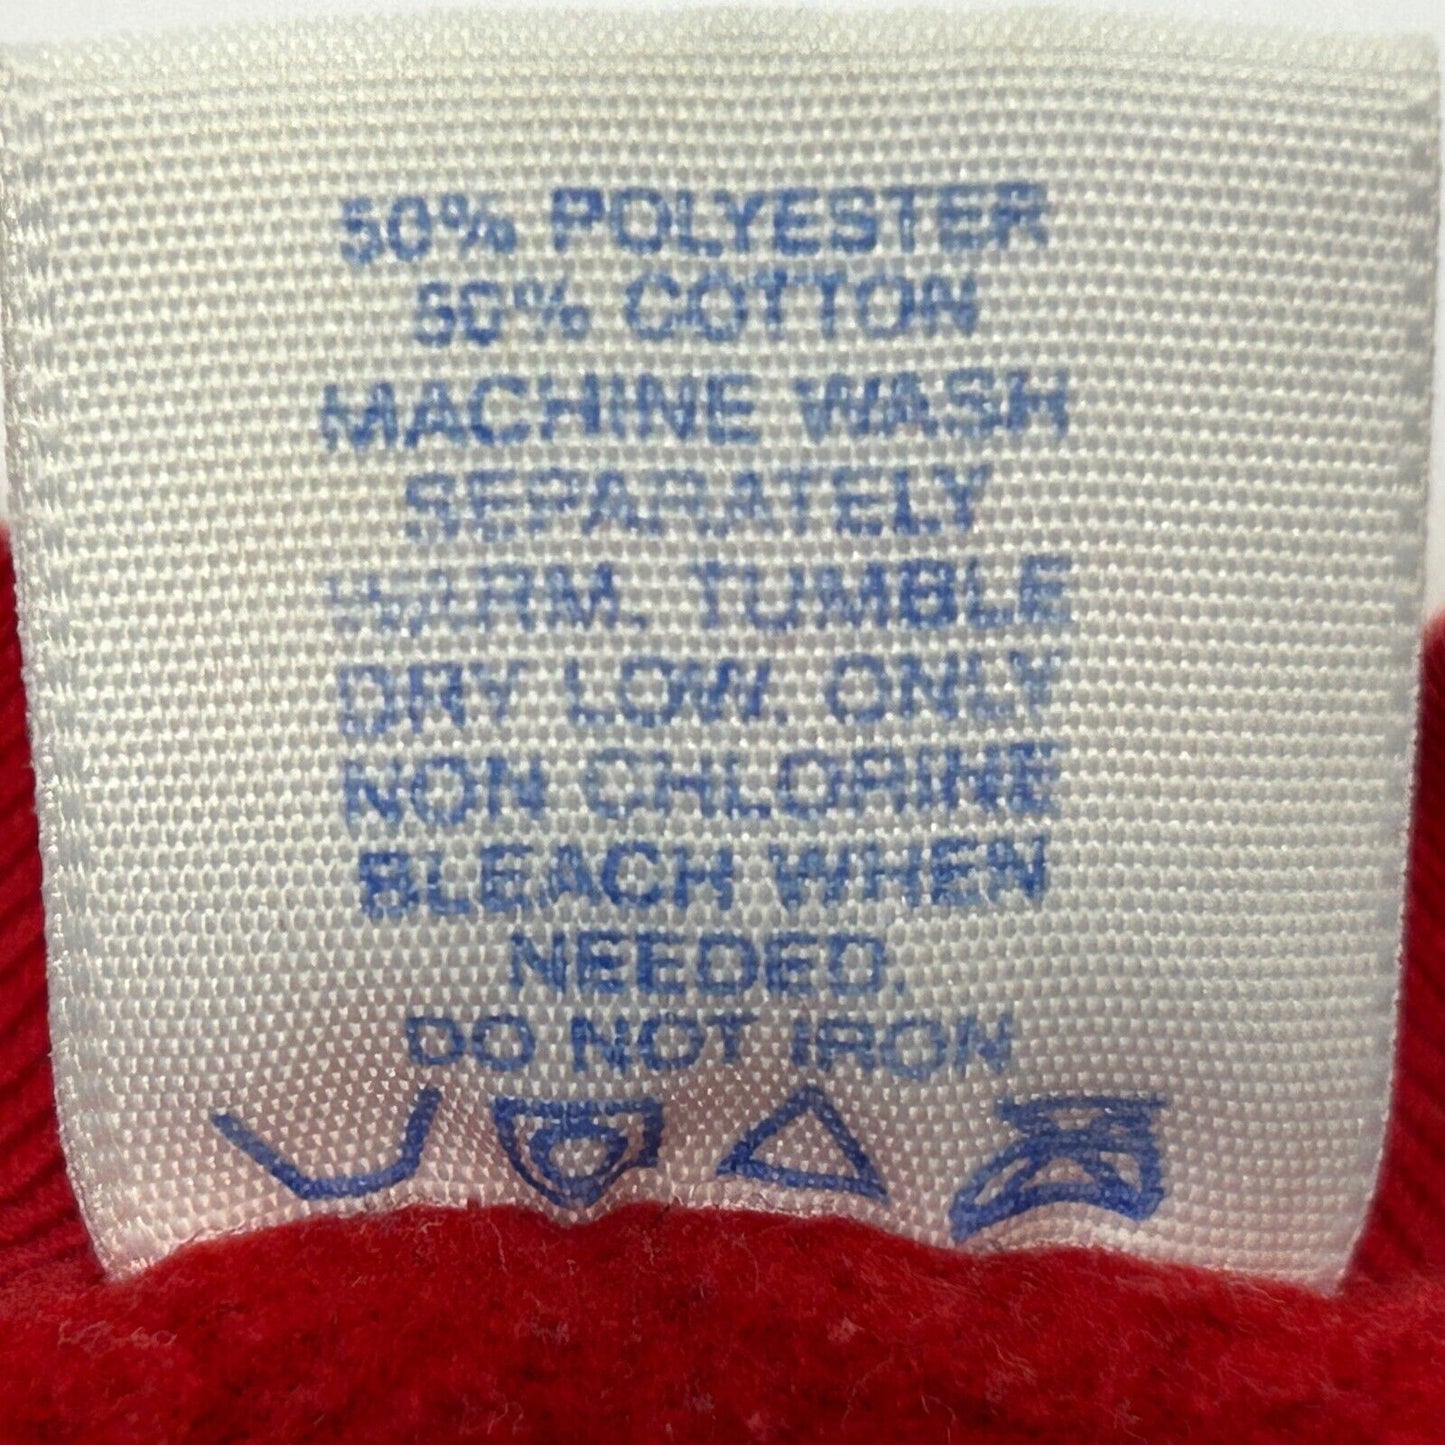 50% POLYESTER
50% COTTON
MACHINE WASH
SEPARATELY
WARM. TUMBLE
DRY LOW. ONLY
NON CHLORINE
BLEACH WHEN
NEEDED.
DO NOT IRON